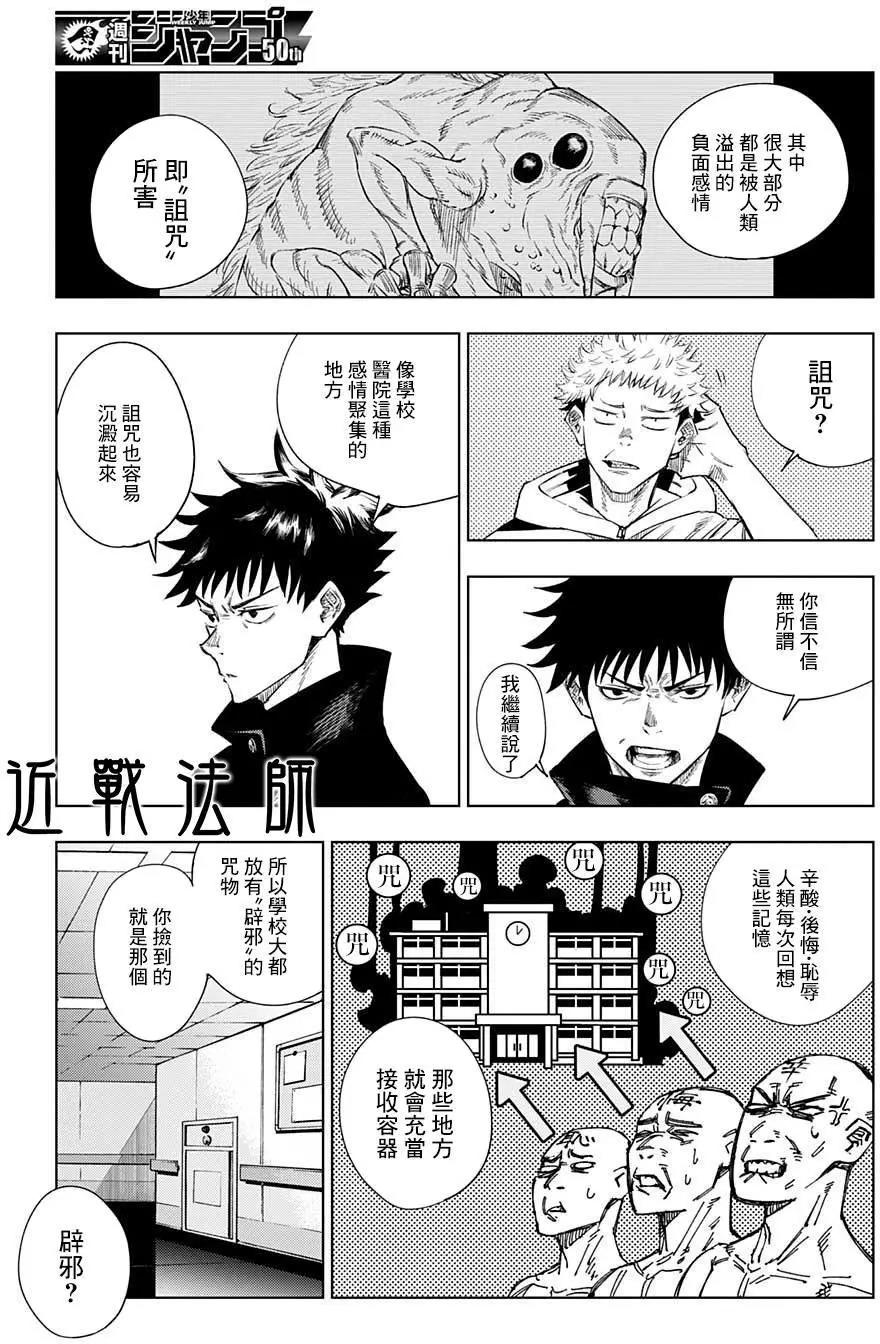 週刊
少年
WEEKLY JUMP
ジャンプ
50th
其中
很大部分
都是被人類
溢出的
負面感情
即〝詛咒〞
所害
詛咒?
像學校
醫院這種
感情聚集的
地方
詛咒也容易
沉澱起來
你信不信
無所謂
我繼續說了
近戰法師
辛酸·後悔·恥辱
人類每次回想
這些記憶
咒
咒
咒
咒
咒
咒
咒
那些地方
就會充當
接收容器
所以學校大都
放有〝辟邪〞的
咒物
你撿到的
就是那個
辟邪?